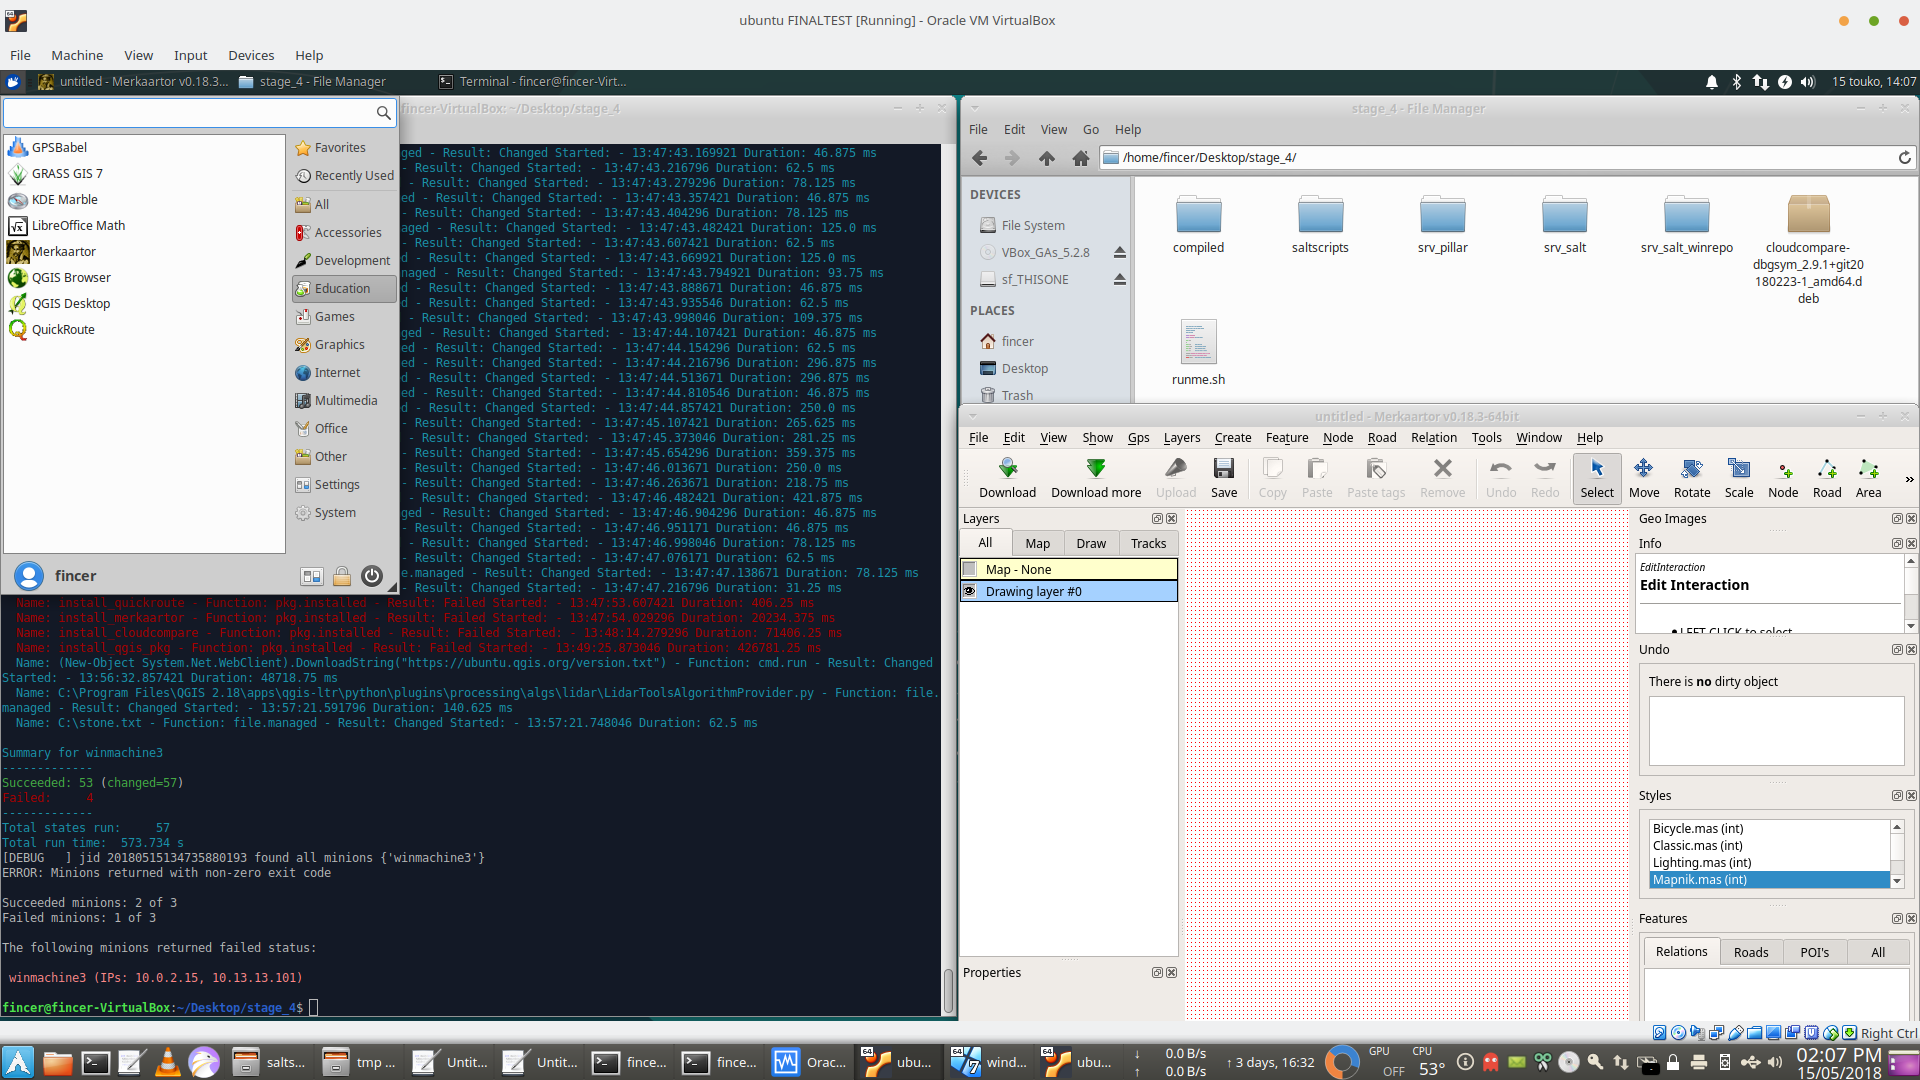 ubuntu FINALTEST [Running] - Oracle VM VirtualBox
File Machine View Input Devices Help
untitled - Merkaartor v0.18.3... stage_4 - File Manager Terminal - fincer@fincer-Virt... 15 touko, 14:07
fincer-VirtualBox: ~/Desktop/stage_4
GPSBabel
GRASS GIS 7
KDE Marble
LibreOffice Math
Merkaartor
QGIS Browser
QGIS Desktop
QuickRoute
Favorites
Recently Used
All
Accessories
Development
Education
Games
Graphics
Internet
Multimedia
Office
Other
Settings
System
fincer
ged - Result: Changed Started: - 13:47:43.169921 Duration: 46.875 ms
d - Result: Changed Started: - 13:47:43.216796 Duration: 62.5 ms
- Result: Changed Started: - 13:47:43.279296 Duration: 78.125 ms
ed - Result: Changed Started: - 13:47:43.357421 Duration: 46.875 ms
d - Result: Changed Started: - 13:47:43.404296 Duration: 78.125 ms
aged - Result: Changed Started: - 13:47:43.482421 Duration: 125.0 ms
d - Result: Changed Started: - 13:47:43.607421 Duration: 62.5 ms
ed - Result: Changed Started: - 13:47:43.669921 Duration: 125.0 ms
naged - Result: Changed Started: - 13:47:43.794921 Duration: 93.75 ms
ed - Result: Changed Started: - 13:47:43.888671 Duration: 46.875 ms
d - Result: Changed Started: - 13:47:43.935546 Duration: 62.5 ms
d - Result: Changed Started: - 13:47:43.998046 Duration: 109.375 ms
ged - Result: Changed Started: - 13:47:44.107421 Duration: 46.875 ms
d - Result: Changed Started: - 13:47:44.154296 Duration: 62.5 ms
ged - Result: Changed Started: - 13:47:44.216796 Duration: 296.875 ms
d - Result: Changed Started: - 13:47:44.513671 Duration: 296.875 ms
ed - Result: Changed Started: - 13:47:44.810546 Duration: 46.875 ms
d - Result: Changed Started: - 13:47:44.857421 Duration: 250.0 ms
d - Result: Changed Started: - 13:47:45.107421 Duration: 265.625 ms
- Result: Changed Started: - 13:47:45.373046 Duration: 281.25 ms
ed - Result: Changed Started: - 13:47:45.654296 Duration: 359.375 ms
ed - Result: Changed Started: - 13:47:46.013671 Duration: 250.0 ms
d - Result: Changed Started: - 13:47:46.263671 Duration: 218.75 ms
aged - Result: Changed Started: - 13:47:46.482421 Duration: 421.875 ms
ged - Result: Changed Started: - 13:47:46.904296 Duration: 46.875 ms
d - Result: Changed Started: - 13:47:46.951171 Duration: 46.875 ms
ed - Result: Changed Started: - 13:47:46.998046 Duration: 78.125 ms
ged - Result: Changed Started: - 13:47:47.076171 Duration: 62.5 ms
e.managed - Result: Changed Started: - 13:47:47.138671 Duration: 78.125 ms
d - Result: Changed Started: - 13:47:47.216796 Duration: 31.25 ms
Name: install_quickroute - Function: pkg.installed - Result: Failed Started: - 13:47:53.607421 Duration: 406.25 ms
Name: install_merkaartor - Function: pkg.installed - Result: Failed Started: - 13:47:54.029296 Duration: 20234.375 ms
Name: install_cloudcompare - Function: pkg.installed - Result: Failed Started: - 13:48:14.279296 Duration: 71406.25 ms
Name: install_qgis_pkg - Function: pkg.installed - Result: Failed Started: - 13:49:25.873046 Duration: 426781.25 ms
Name: (New-Object System.Net.WebClient).DownloadString("https://ubuntu.qgis.org/version.txt") - Function: cmd.run - Result: Changed
Started: - 13:56:32.857421 Duration: 48718.75 ms
Name: C:\Program Files\QGIS 2.18\apps\qgis-ltr\python\plugins\processing\algs\lidar\LidarToolsAlgorithmProvider.py - Function: file.
managed - Result: Changed Started: - 13:57:21.591796 Duration: 140.625 ms
Name: C:\stone.txt - Function: file.managed - Result: Changed Started: - 13:57:21.748046 Duration: 62.5 ms
Summary for winmachine3
-------------
Succeeded: 53 (changed=57)
Failed: 4
-------------
Total states run: 57
Total run time: 573.734 s
[DEBUG ] jid 20180515134735880193 found all minions {'winmachine3'}
ERROR: Minions returned with non-zero exit code
Succeeded minions: 2 of 3
Failed minions: 1 of 3
The following minions returned failed status:
winmachine3 (IPs: 10.0.2.15, 10.13.13.101)
fincer@fincer-VirtualBox:~/Desktop/stage_4$
stage_4 - File Manager
File Edit View Go Help
/home/fincer/Desktop/stage_4/
DEVICES
File System
VBox_GAs_5.2.8
sf_THISONE
PLACES
fincer
Desktop
Trash
compiled
saltscripts
srv_pillar
srv_salt
srv_salt_winrepo
cloudcompare-
dbgsym_2.9.1+git20
180223-1_amd64.d
deb
runme.sh
untitled - Merkaartor v0.18.3-64bit
File Edit View Show Gps Layers Create Feature Node Road Relation Tools Window Help
Download Download more Upload Save Copy Paste Paste tags Remove Undo Redo Select Move Rotate Scale Node Road Area »
Layers
All Map Draw Tracks
Map - None
Drawing layer #0
Properties
Geo Images
Info
EditInteraction
Edit Interaction
• LEFT CLICK to select
Undo
There is no dirty object
Styles
Bicycle.mas (int)
Classic.mas (int)
Lighting.mas (int)
Mapnik.mas (int)
Features
Relations Roads POI's All
Right Ctrl
salts... tmp ... Untit... Untit... fince... fince... Orac... ubu... wind... ubu...
↓ 0.0 B/s
↑ 0.0 B/s
↑ 3 days, 16:32
GPU
OFF
CPU
53°
02:07 PM
15/05/2018